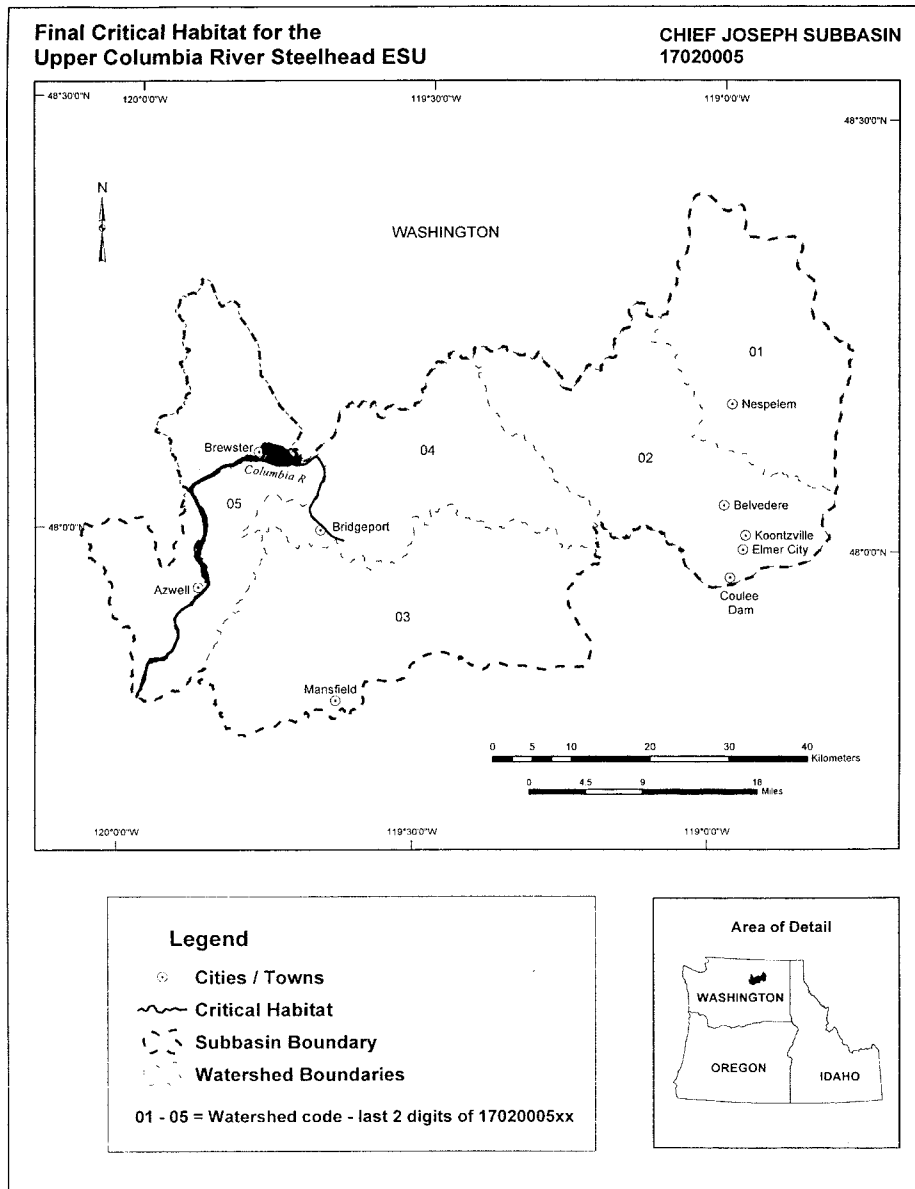 Final Critical Habitat for the
Upper Columbia River Steelhead ESU
CHIEF JOSEPH SUBBASIN
17020005
48°30'0"N
120°0'0"W
119°30'0"W
119°0'0"W
48°30'0"N
N
WASHINGTON
01
Nespelem
Brewster
Columbia R
04
02
05
Bridgeport
Belvedere
Koontzville
Elmer City
48°0'0"N
48°0'0"N
Azwell
Coulee
Dam
03
Mansfield
0 5 10 20 30 40
Kilometers
0 4.5 9 18
Miles
120°0'0"W
119°30'0"W
119°0'0"W
Legend
Cities / Towns
Critical Habitat
Subbasin Boundary
Watershed Boundaries
01 - 05 = Watershed code - last 2 digits of 17020005xx
Area of Detail
WASHINGTON
OREGON
IDAHO